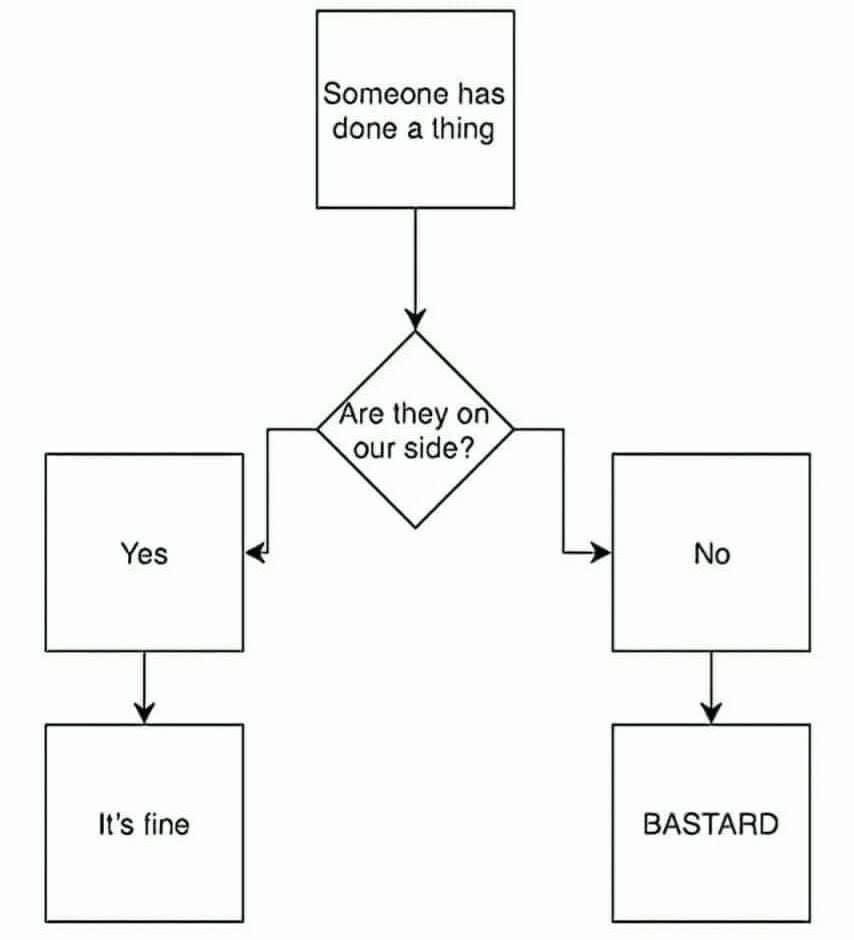 Someone has
done a thing
Are they on
our side?
Yes
No
It's fine
BASTARD